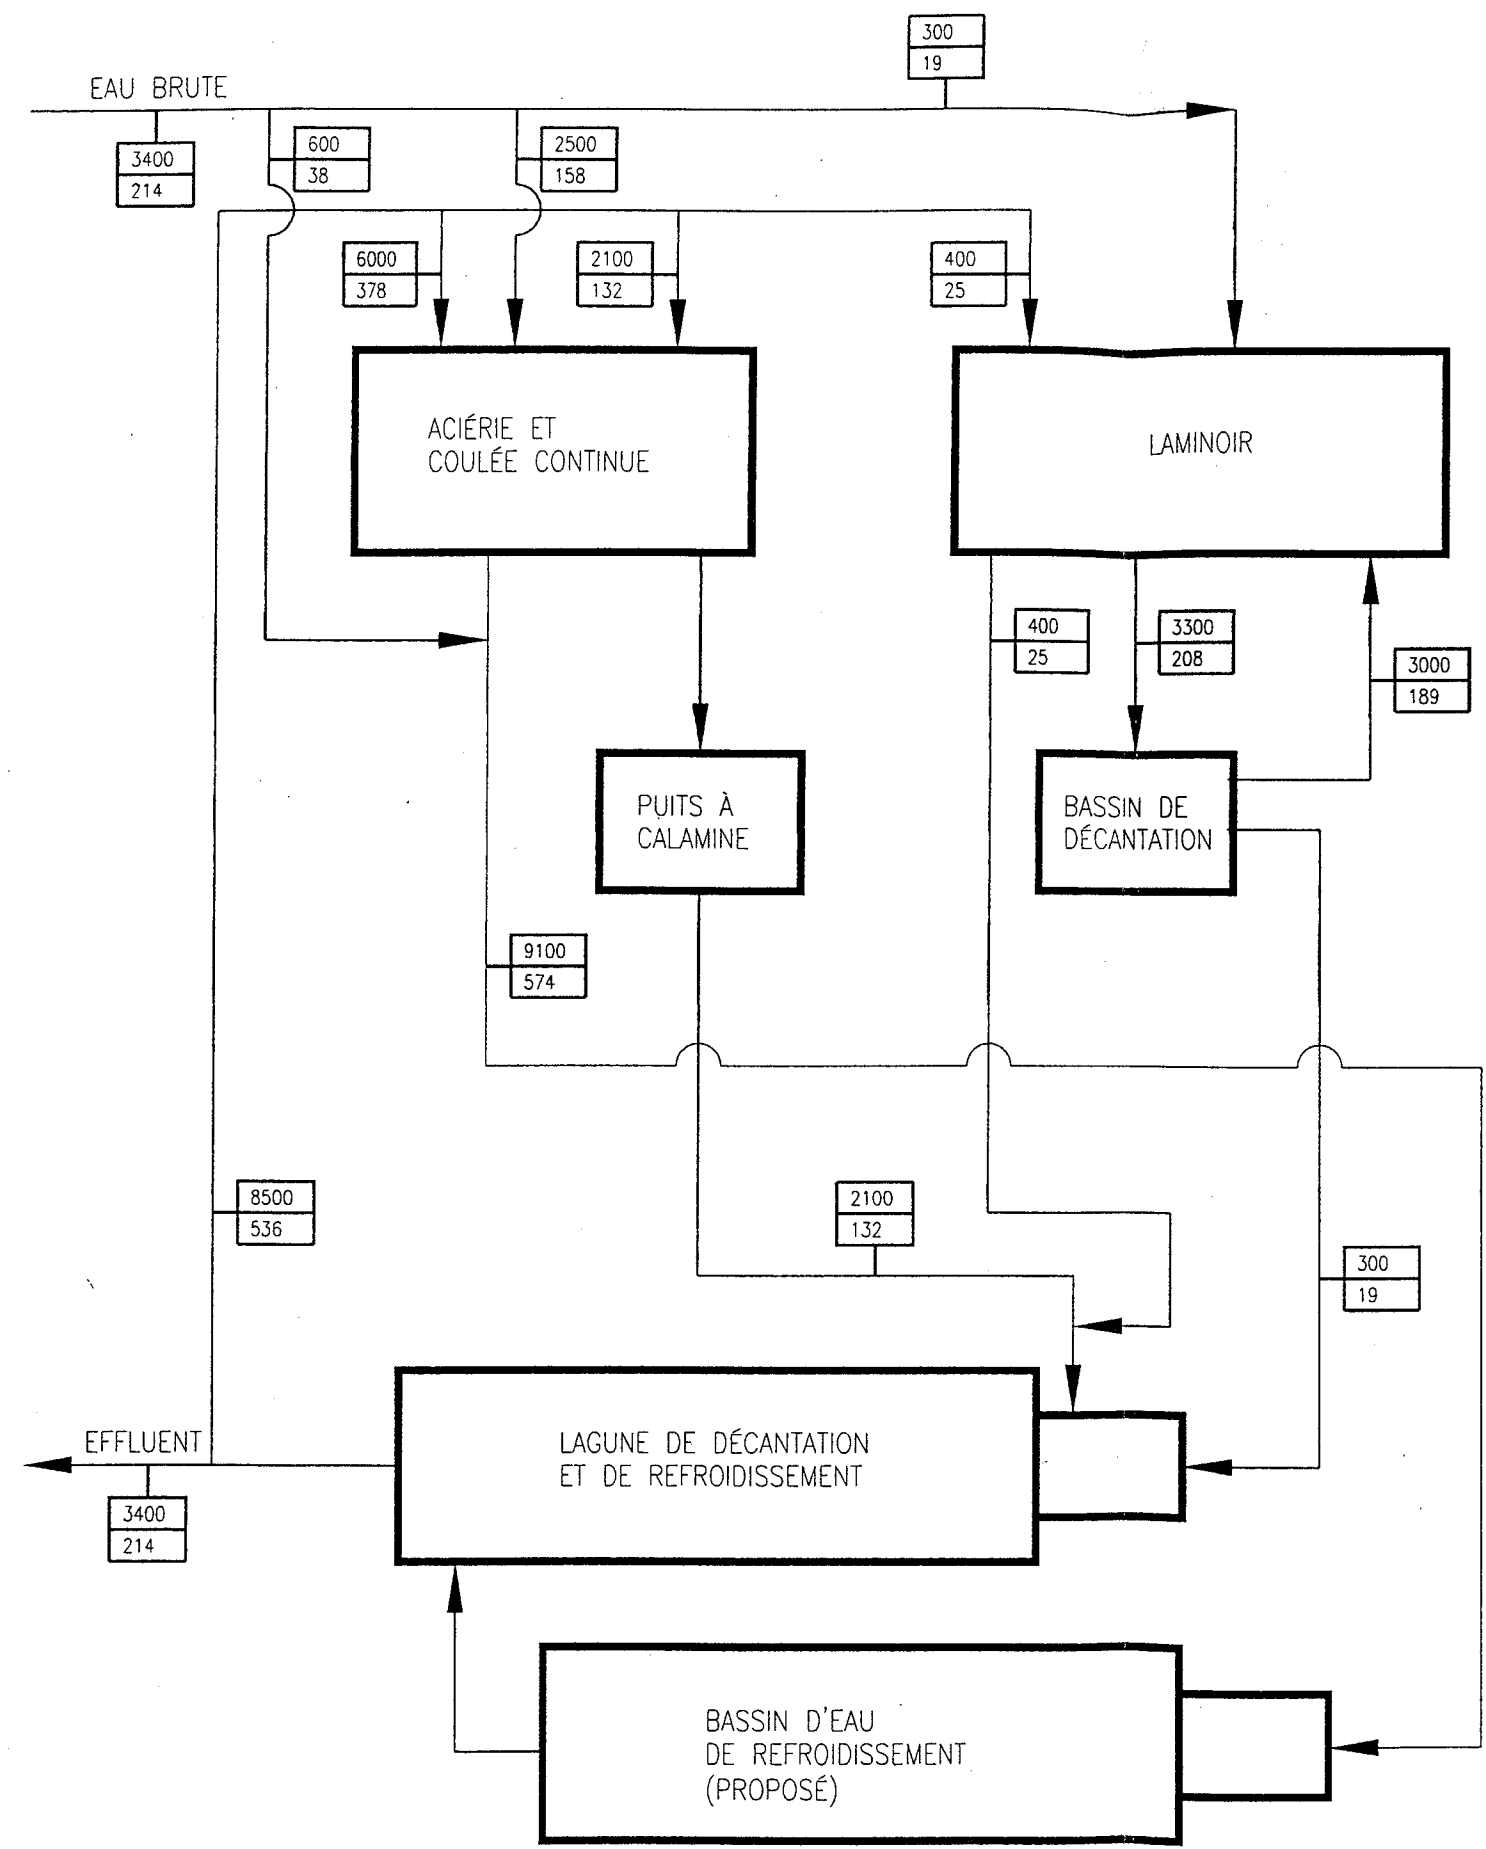 300
19
EAU BRUTE
3400
214
600
38
2500
158
6000
378
2100
132
400
25
ACIÉRIE ET
COULÉE CONTINUE
LAMINOIR
400
25
3300
208
3000
189
PUITS À
CALAMINE
BASSIN DE
DÉCANTATION
9100
574
8500
536
2100
132
300
19
EFFLUENT
3400
214
LAGUNE DE DÉCANTATION
ET DE REFROIDISSEMENT
BASSIN D'EAU
DE REFROIDISSEMENT
(PROPOSÉ)